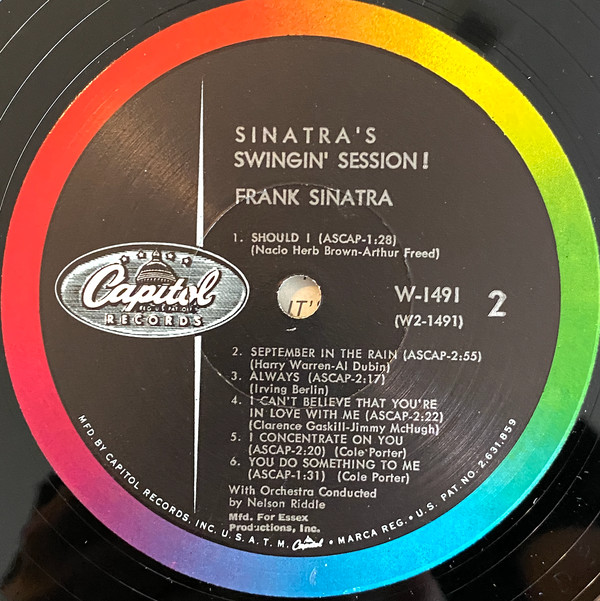 SINATRA'S
SWINGIN' SESSION!
FRANK SINATRA
1. SHOULD I (ASCAP-1:28)
(Nacio Herb Brown-Arthur Freed)
Capitol
REG. U.S. PAT. OFF.
RECORDS
IT"
W-1491
2
(W2-1491)
2. SEPTEMBER IN THE RAIN (ASCAP-2:55)
(Harry Warren-Al Dubin)
3. ALWAYS (ASCAP-2:17)
(Irving Berlin)
4. I CAN'T BELIEVE THAT YOU'RE
IN LOVE WITH ME (ASCAP-2:22)
(Clarence Gaskill-Jimmy McHugh)
5. I CONCENTRATE ON YOU
(ASCAP-2:20) (Cole Porter)
6. YOU DO SOMETHING TO ME
(ASCAP-1:31) (Cole Porter)
With Orchestra Conducted
by Nelson Riddle
Mfd. For Essex
Productions, Inc.
MFD. BY CAPITOL RECORDS, INC. U.S.A. T.M. Capitol • MARCA REG. • U.S. PAT. NO. 2,631,859